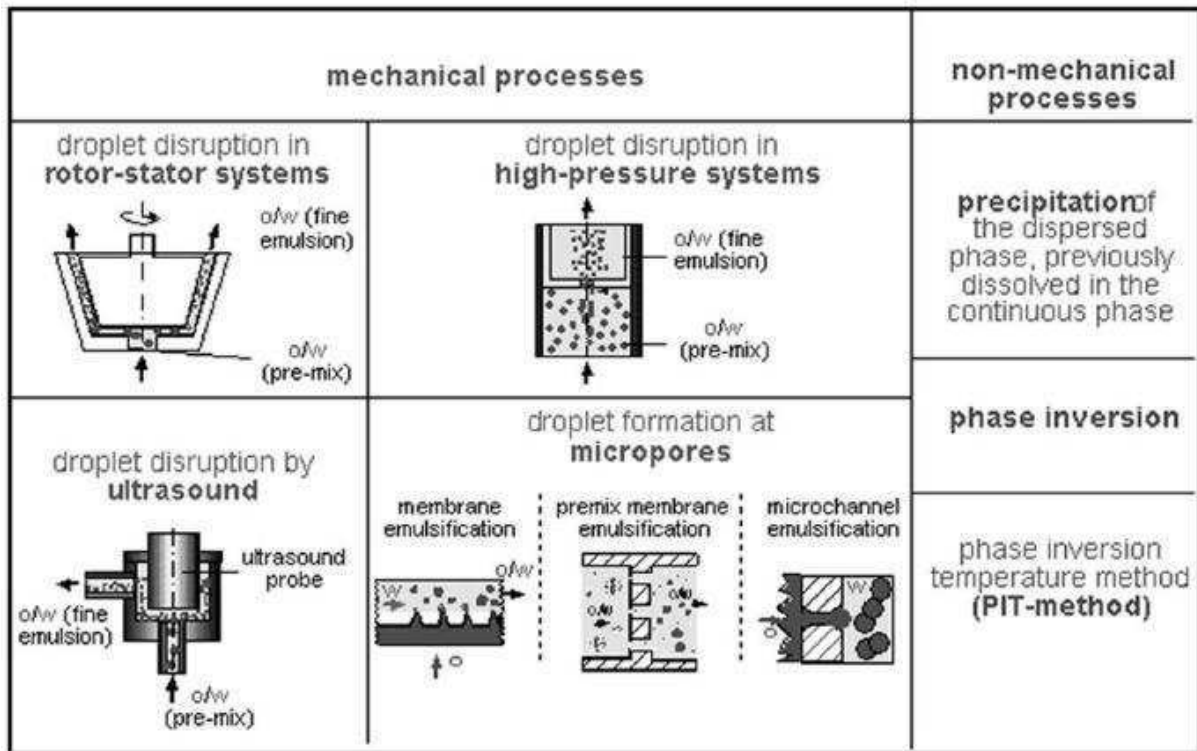 mechanical processes
non-mechanical
processes
droplet disruption in
rotor-stator systems
o/w (fine
emulsion)
o/w
(pre-mix)
droplet disruption in
high-pressure systems
o/w (fine
emulsion)
o/w
(pre-mix)
precipitation of
the dispersed
phase, previously
dissolved in the
continuous phase
droplet disruption by
ultrasound
ultrasound
probe
o/w (fine
emulsion)
o/w
(pre-mix)
droplet formation at
micropores
membrane
emulsification
W
o/w
o
premix membrane
emulsification
o/w
o/w
microchannel
emulsification
W
o
phase inversion
phase inversion
temperature method
(PIT-method)